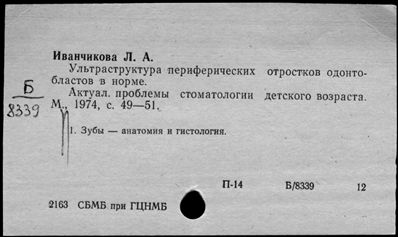 Иванчикова Л. А.
Ультраструктура периферических отростков одонто-
бластов в норме.
Б
Актуал. проблемы стоматологии детского возраста.
8339
М., 1974, с. 49—51.
1. Зубы — анатомия и гистология.
П-14 Б/8339 12
2163 СБМБ при ГЦНМБ